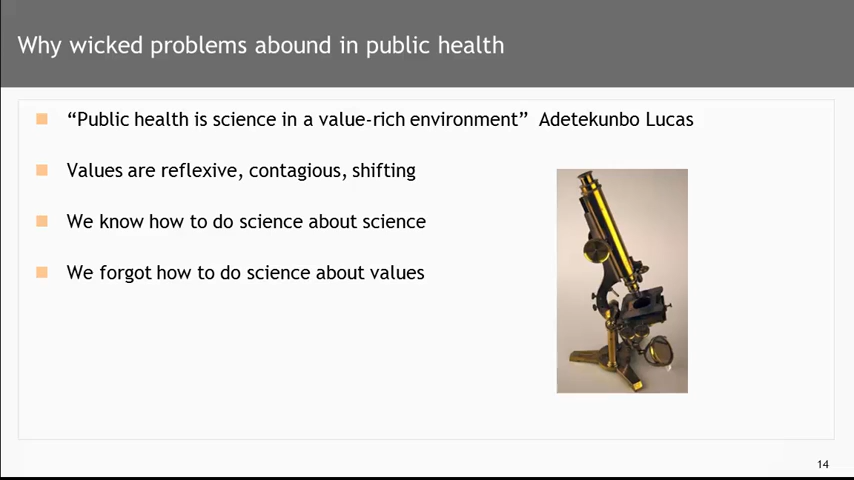 Why wicked problems abound in public health
“Public health is science in a value-rich environment” Adetekunbo Lucas
Values are reflexive, contagious, shifting
We know how to do science about science
We forgot how to do science about values
14